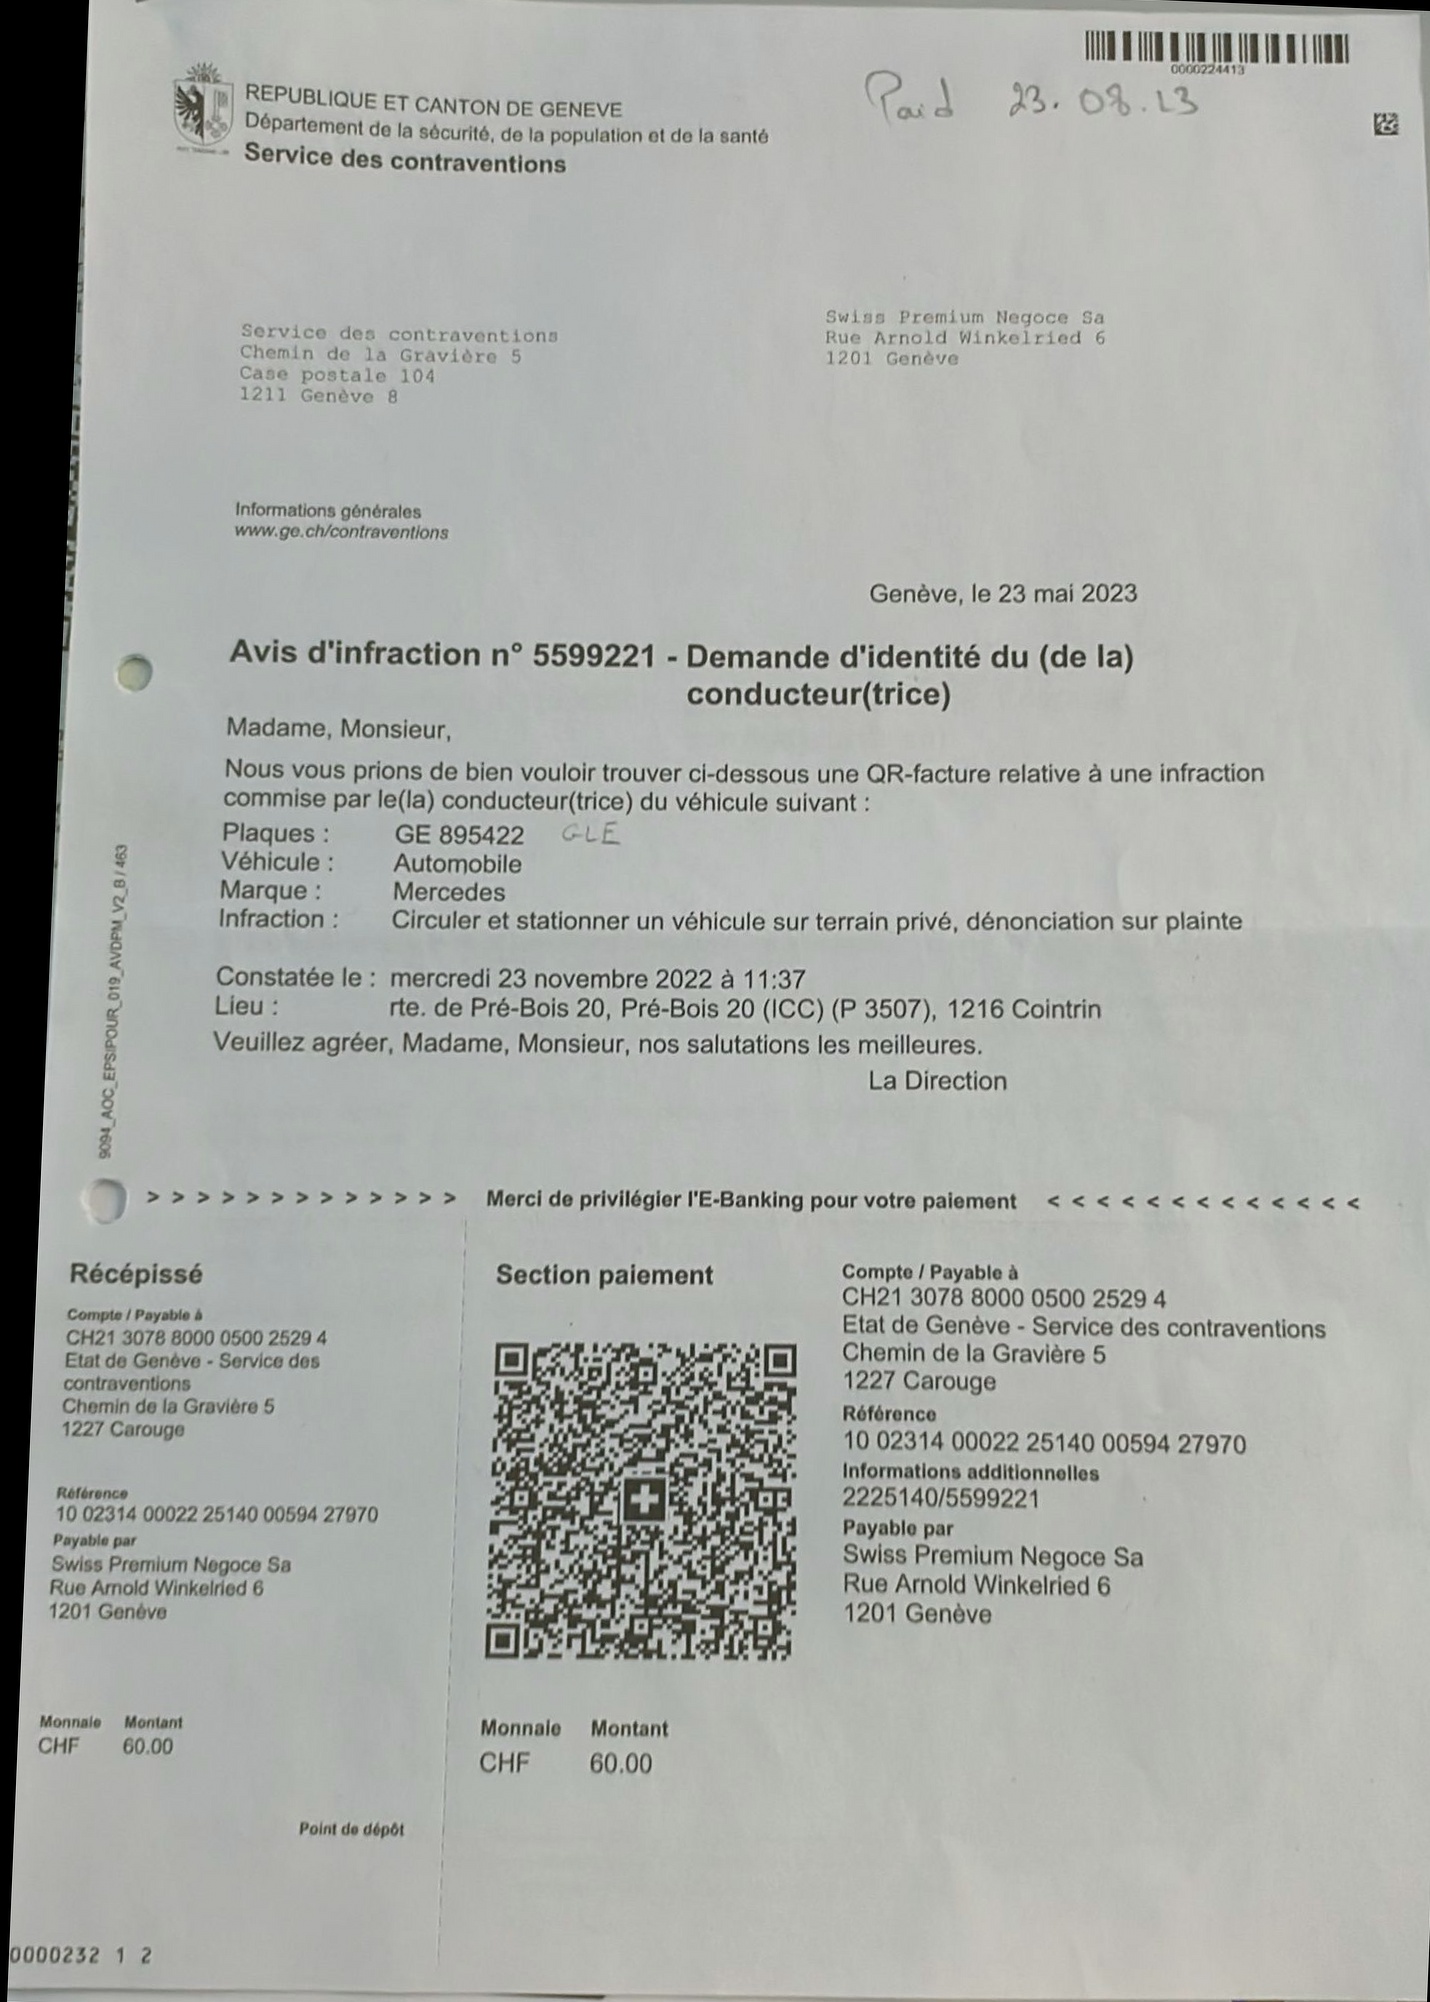 0000224413
Paid 23.08.23
REPUBLIQUE ET CANTON DE GENEVE
Département de la sécurité, de la population et de la santé
Service des contraventions
Service des contraventions
Chemin de la Gravière 5
Case postale 104
1211 Genève 8
Swiss Premium Negoce Sa
Rue Arnold Winkelried 6
1201 Genève
Informations générales
www.ge.ch/contraventions
Genève, le 23 mai 2023
Avis d'infraction n° 5599221 - Demande d'identité du (de la)
conducteur(trice)
Madame, Monsieur,
Nous vous prions de bien vouloir trouver ci-dessous une QR-facture relative à une infraction
commise par le(la) conducteur(trice) du véhicule suivant :
Plaques : GE 895422 GLE
Véhicule : Automobile
Marque : Mercedes
Infraction : Circuler et stationner un véhicule sur terrain privé, dénonciation sur plainte
Constatée le : mercredi 23 novembre 2022 à 11:37
Lieu : rte. de Pré-Bois 20, Pré-Bois 20 (ICC) (P 3507), 1216 Cointrin
Veuillez agréer, Madame, Monsieur, nos salutations les meilleures.
La Direction
9094_AOC_EPSIPOUR_019_AVDPM_V2_B / 463
> > > > > > > > > > > > > Merci de privilégier l'E-Banking pour votre paiement < < < < < < < < < < < < <
Récépissé
Compte / Payable à
CH21 3078 8000 0500 2529 4
Etat de Genève - Service des
contraventions
Chemin de la Gravière 5
1227 Carouge
Référence
10 02314 00022 25140 00594 27970
Payable par
Swiss Premium Negoce Sa
Rue Arnold Winkelried 6
1201 Genève
Monnaie Montant
CHF 60.00
Point de dépôt
Section paiement
Monnaie Montant
CHF 60.00
Compte / Payable à
CH21 3078 8000 0500 2529 4
Etat de Genève - Service des contraventions
Chemin de la Gravière 5
1227 Carouge
Référence
10 02314 00022 25140 00594 27970
Informations additionnelles
2225140/5599221
Payable par
Swiss Premium Negoce Sa
Rue Arnold Winkelried 6
1201 Genève
0000232 1 2